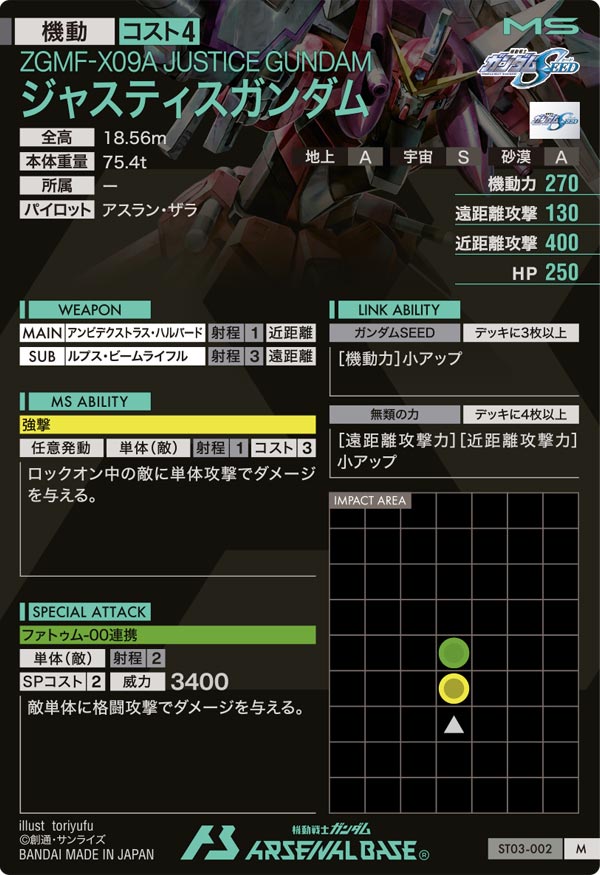 機動 コスト4
MS
ZGMF-X09A JUSTICE GUNDAM
ジャスティスガンダム
機動戦士 ガンダムSEED
全高 18.56m
本体重量 75.4t
所属 ー
パイロット アスラン・ザラ
地上 A 宇宙 S 砂漠 A
機動力 270
遠距離攻撃 130
近距離攻撃 400
HP 250
WEAPON
MAIN アンビデクストラス・ハルバード 射程 1 近距離
SUB ルプス・ビームライフル 射程 3 遠距離
MS ABILITY
強撃
任意発動 単体(敵) 射程 1 コスト 3
ロックオン中の敵に単体攻撃でダメージ
を与える。
SPECIAL ATTACK
ファトゥム-00連携
単体(敵) 射程 2
SPコスト 2 威力 3400
敵単体に格闘攻撃でダメージを与える。
LINK ABILITY
ガンダムSEED デッキに3枚以上
[機動力]小アップ
無類の力 デッキに4枚以上
[遠距離攻撃力][近距離攻撃力]
小アップ
IMPACT AREA
illust toriyufu
©創通・サンライズ
BANDAI MADE IN JAPAN
機動戦士ガンダム
ARSENAL BASE®
ST03-002 M